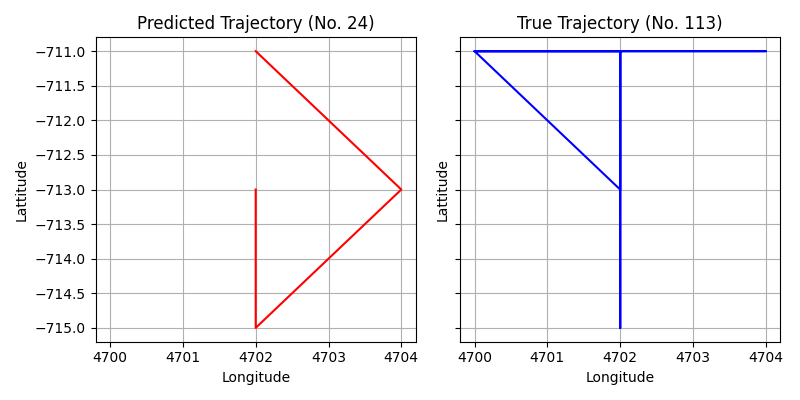 Predicted Trajectory (No. 24)
Lattitude
−711.0
−711.5
−712.0
−712.5
−713.0
−713.5
−714.0
−714.5
−715.0
4700 4701 4702 4703 4704
Longitude
True Trajectory (No. 113)
Lattitude
4700 4701 4702 4703 4704
Longitude